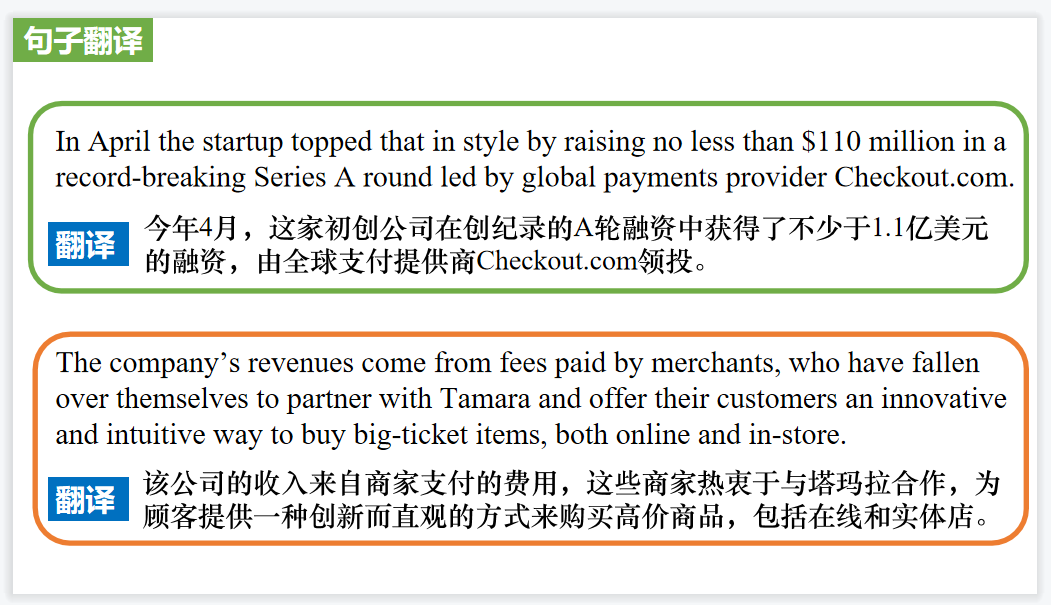 句子翻译
In April the startup topped that in style by raising no less than $110 million in a
record-breaking Series A round led by global payments provider Checkout.com.
翻译
今年4月，这家初创公司在创纪录的A轮融资中获得了不少于1.1亿美元
的融资，由全球支付提供商Checkout.com领投。
The company’s revenues come from fees paid by merchants, who have fallen
over themselves to partner with Tamara and offer their customers an innovative
and intuitive way to buy big-ticket items, both online and in-store.
翻译
该公司的收入来自商家支付的费用，这些商家热衷于与塔玛拉合作，为
顾客提供一种创新而直观的方式来购买高价商品，包括在线和实体店。